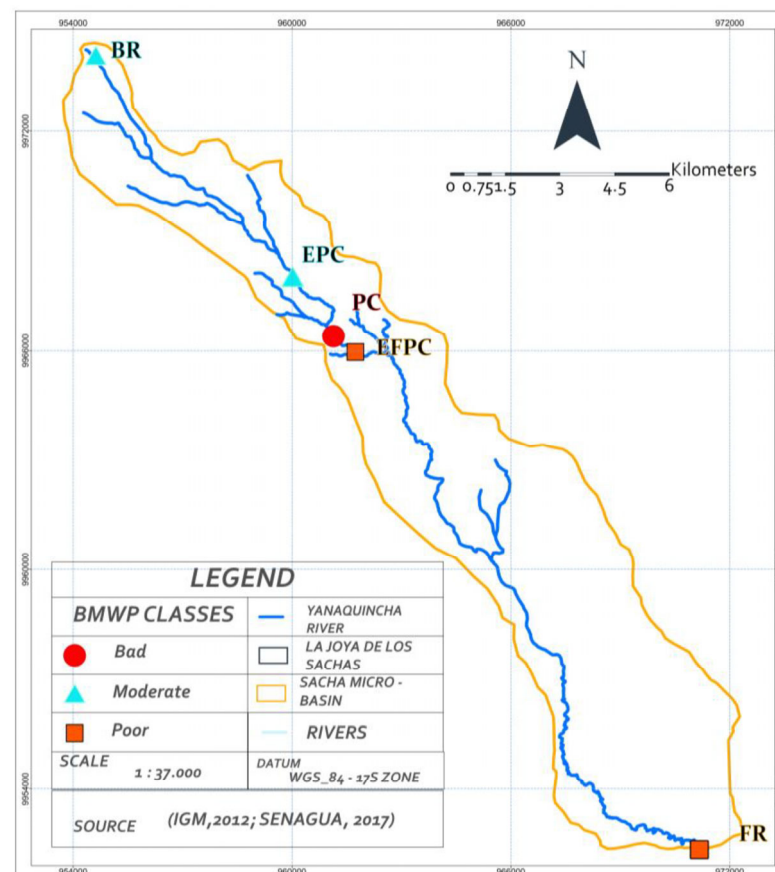 954000 960000 966000 972000
BR
N
9972000
Kilometers
0 0.75 1.5 3 4.5 6
EPC
PC
9966000
EFPC
9960000
LEGEND
BMWP CLASSES
YANAQUINCHA RIVER
Bad
LA JOYA DE LOS SACHAS
Moderate
SACHA MICRO - BASIN
Poor
RIVERS
SCALE
1 : 37.000
DATUM
WGS_84 - 17S ZONE
9954000
SOURCE
(IGM,2012; SENAGUA, 2017)
FR
954000 960000 966000 972000